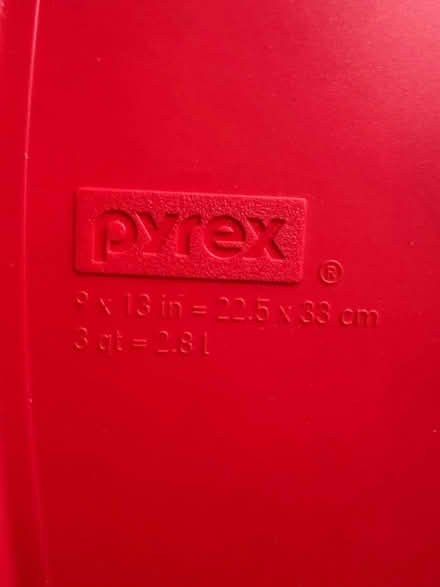 pyrex ®
9 x 13 in = 22.5 x 33 cm
3 qt = 2.8 l